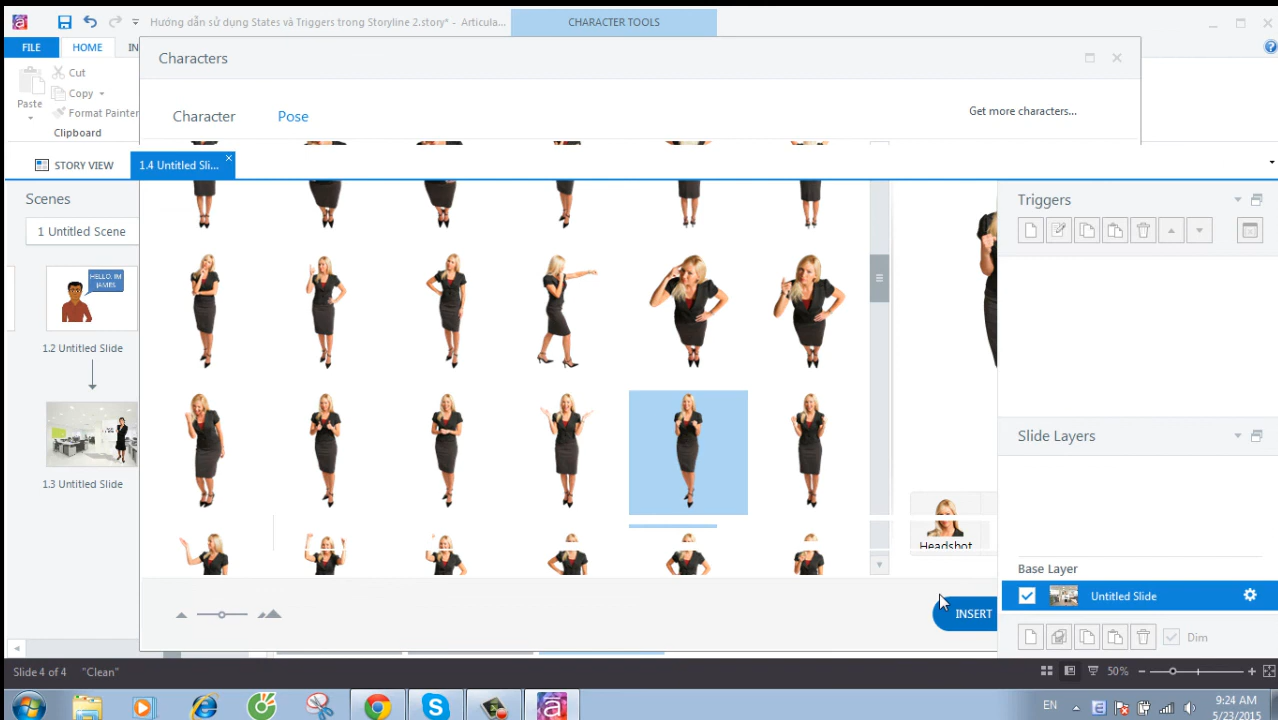 Hướng dẫn sử dụng States và Triggers trong Storyline 2.story* - Articula...
CHARACTER TOOLS
FILE
HOME
IN
Characters
Paste
Cut
Copy
Format Painter
Clipboard
Character
Pose
Get more characters...
STORY VIEW
1.4 Untitled Sli...
Scenes
1 Untitled Scene
HELLO, I'M
JAMES
1.2 Untitled Slide
1.3 Untitled Slide
Triggers
Slide Layers
Headshot
Base Layer
Untitled Slide
INSERT
Dim
Slide 4 of 4
"Clean"
50%
EN
9:24 AM
5/23/2015